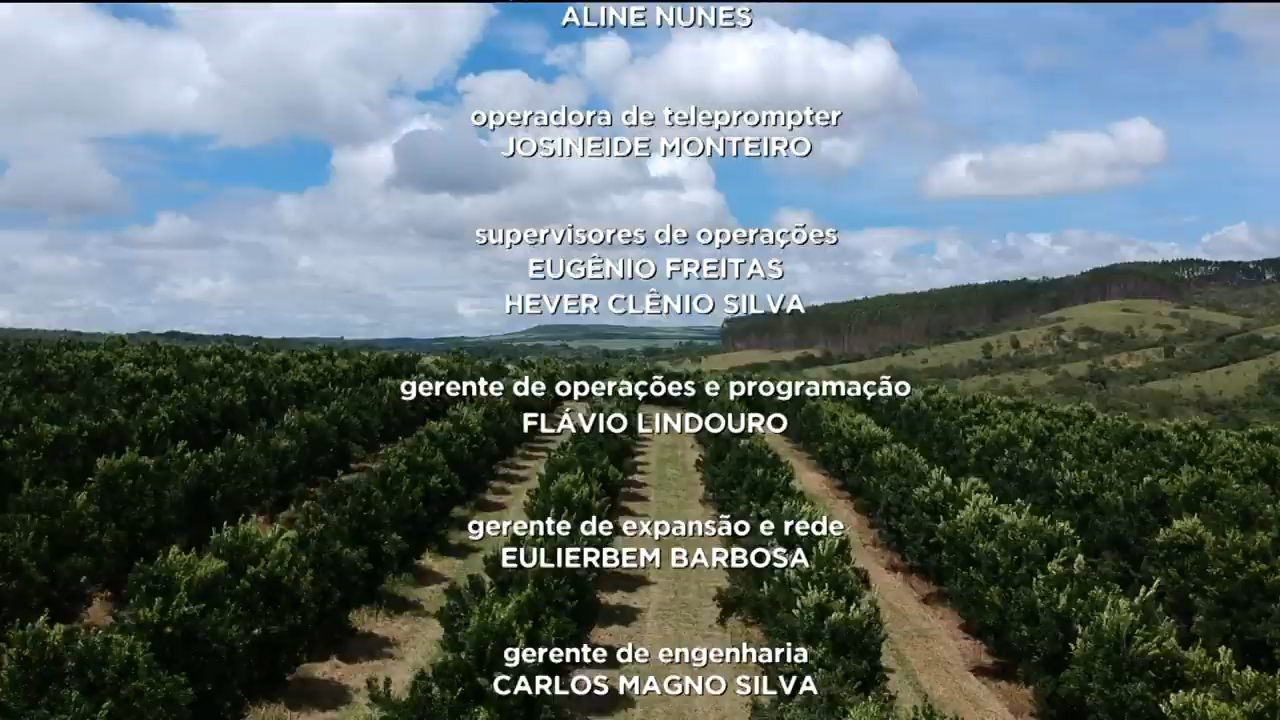 ALINE NUNES
operadora de teleprompter
JOSINEIDE MONTEIRO
supervisores de operações
EUGÊNIO FREITAS
HEVER CLÊNIO SILVA
gerente de operações e programação
FLÁVIO LINDOURO
gerente de expansão e rede
EULIERBEM BARBOSA
gerente de engenharia
CARLOS MAGNO SILVA